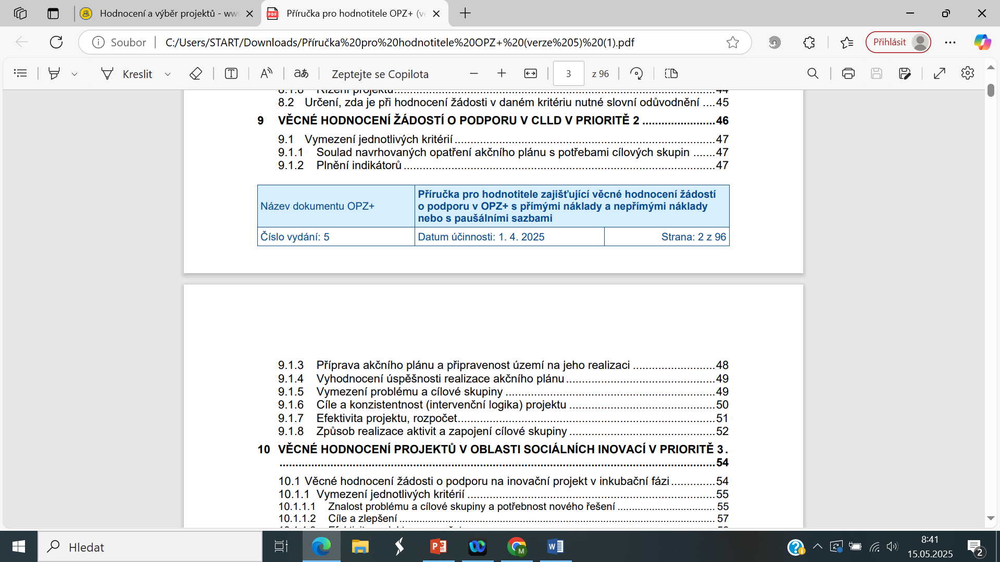 Hodnocení a výběr projektů - www
Příručka pro hodnotitele OPZ+ (ve
Soubor
C:/Users/START/Downloads/Příručka%20pro%20hodnotitele%20OPZ+%20(verze%205)%20(1).pdf
Přihlásit
Kreslit
Zeptejte se Copilota
3 z 96
8.1.8 Řízení projektu 44
8.2 Určení, zda je při hodnocení žádosti v daném kritériu nutné slovní odůvodnění ....45
9 VĚCNÉ HODNOCENÍ ŽÁDOSTÍ O PODPORU V CLLD V PRIORITĚ 2 .......................46
9.1 Vymezení jednotlivých kritérií ..................47
9.1.1 Soulad navrhovaných opatření akčního plánu s potřebami cílových skupin .......47
9.1.2 Plnění indikátorů ..................47
Název dokumentu OPZ+
Příručka pro hodnotitele zajišťující věcné hodnocení žádostí
o podporu v OPZ+ s přímými náklady a nepřímými náklady
nebo s paušálními sazbami
Číslo vydání: 5
Datum účinnosti: 1. 4. 2025
Strana: 2 z 96
9.1.3 Příprava akčního plánu a připravenost území na jeho realizaci ..................48
9.1.4 Vyhodnocení úspěšnosti realizace akčního plánu ..................49
9.1.5 Vymezení problému a cílové skupiny ..................49
9.1.6 Cíle a konzistentnost (intervenční logika) projektu ..................50
9.1.7 Efektivita projektu, rozpočet ..................51
9.1.8 Způsob realizace aktivit a zapojení cílové skupiny ..................52
10 VĚCNÉ HODNOCENÍ PROJEKTŮ V OBLASTI SOCIÁLNÍCH INOVACÍ V PRIORITĚ 3 .
..................54
10.1 Věcné hodnocení žádosti o podporu na inovační projekt v inkubační fázi ..............54
10.1.1 Vymezení jednotlivých kritérií ..................55
10.1.1.1 Znalost problému a cílové skupiny a potřebnost nového řešení .................. 55
10.1.1.2 Cíle a zlepšení .................. 57
Hledat
8:41
15.05.2025
2